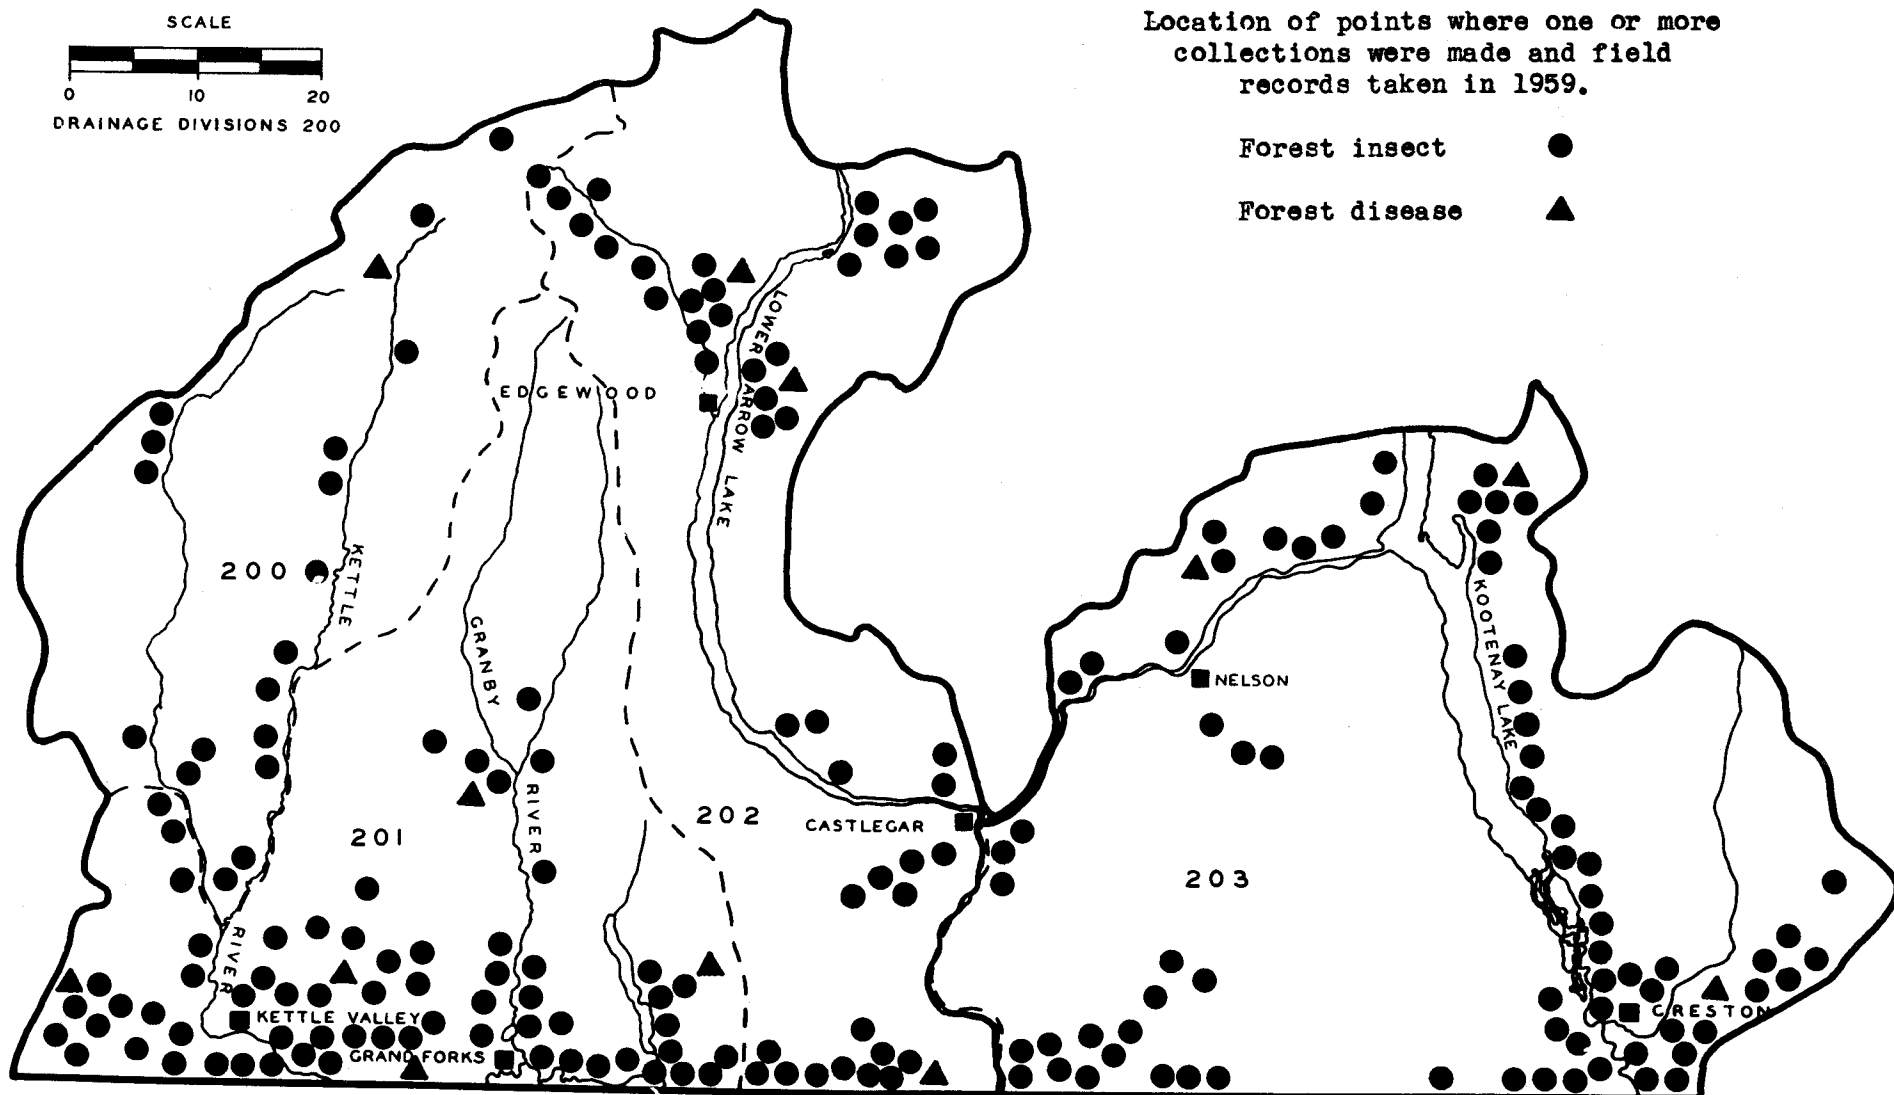 SCALE
0 10 20
DRAINAGE DIVISIONS 200
Location of points where one or more
collections were made and field
records taken in 1959.
Forest insect
Forest disease
LOWER ARROW LAKE
EDGEWOOD
200
KETTLE
GRANBY
KOOTENAY LAKE
NELSON
RIVER
201
202
CASTLEGAR
203
RIVER
KETTLE VALLEY
CRESTON
GRAND FORKS